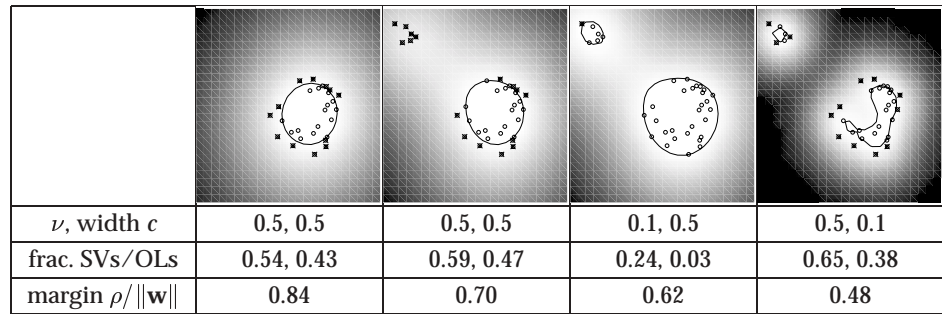 ν, width c 0.5, 0.5 0.5, 0.5 0.1, 0.5 0.5, 0.1
frac. SVs/OLs 0.54, 0.43 0.59, 0.47 0.24, 0.03 0.65, 0.38
margin ρ/‖w‖ 0.84 0.70 0.62 0.48